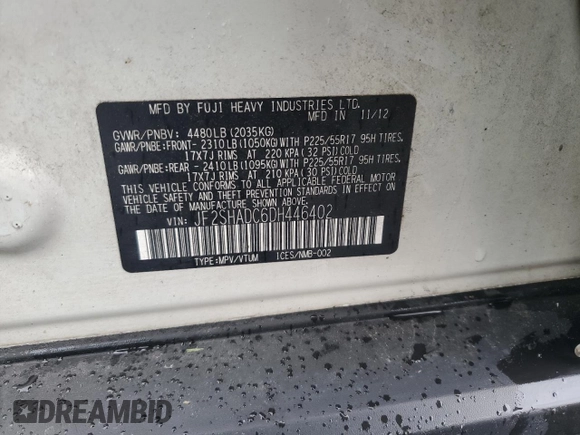 MFD BY FUJI HEAVY INDUSTRIES LTD.
MFD IN 11/12
GVWR/PNBV: 4480LB(2035KG)
GAWR/PNBE:FRONT- 2310LB(1050KG)WITH P225/55R17 95H TIRES.
17X7J RIMS AT 220 KPA( 32 PSI)COLD
GAWR/PNBE:REAR - 2410LB(1095KG)WITH P225/55R17 95H TIRES.
17X7J RIMS AT 210 KPA( 30 PSI)COLD
THIS VEHICLE CONFORMS TO ALL APPLICABLE FEDERAL MOTOR
VEHICLE SAFETY AND THEFT PREVENTION STANDARDS IN EFFECT ON
THE DATE OF MANUFACTURE SHOWN ABOVE.
VIN: JF2SHADC6DH446402
TYPE:MPV/VTUM ICES/NMB-002
DREAMBID